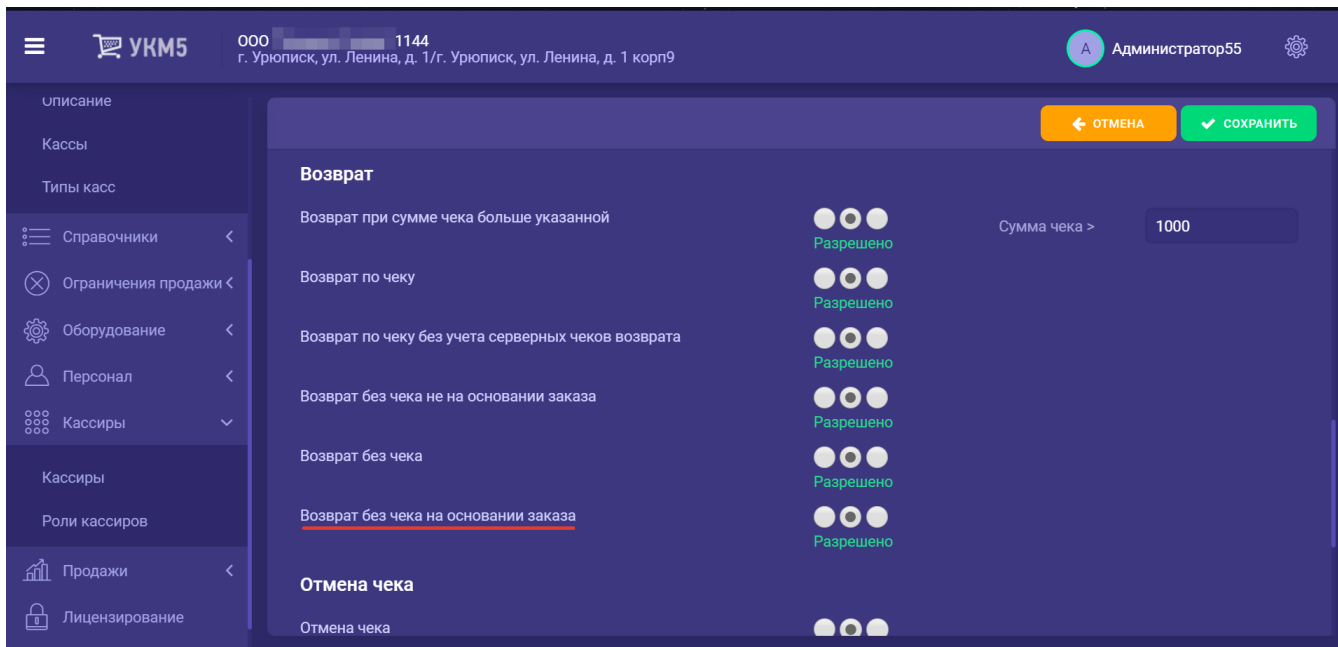 УКМ5
ООО 1144
г. Урюписк, ул. Ленина, д. 1/г. Урюписк, ул. Ленина, д. 1 корп9
А Администратор55
Описание
Кассы
Типы касс
Справочники
Ограничения продажи
Оборудование
Персонал
Кассиры
Кассиры
Роли кассиров
Продажи
Лицензирование
ОТМЕНА
СОХРАНИТЬ
Возврат
Возврат при сумме чека больше указанной
Разрешено
Сумма чека > 1000
Возврат по чеку
Разрешено
Возврат по чеку без учета серверных чеков возврата
Разрешено
Возврат без чека не на основании заказа
Разрешено
Возврат без чека
Разрешено
Возврат без чека на основании заказа
Разрешено
Отмена чека
Отмена чека